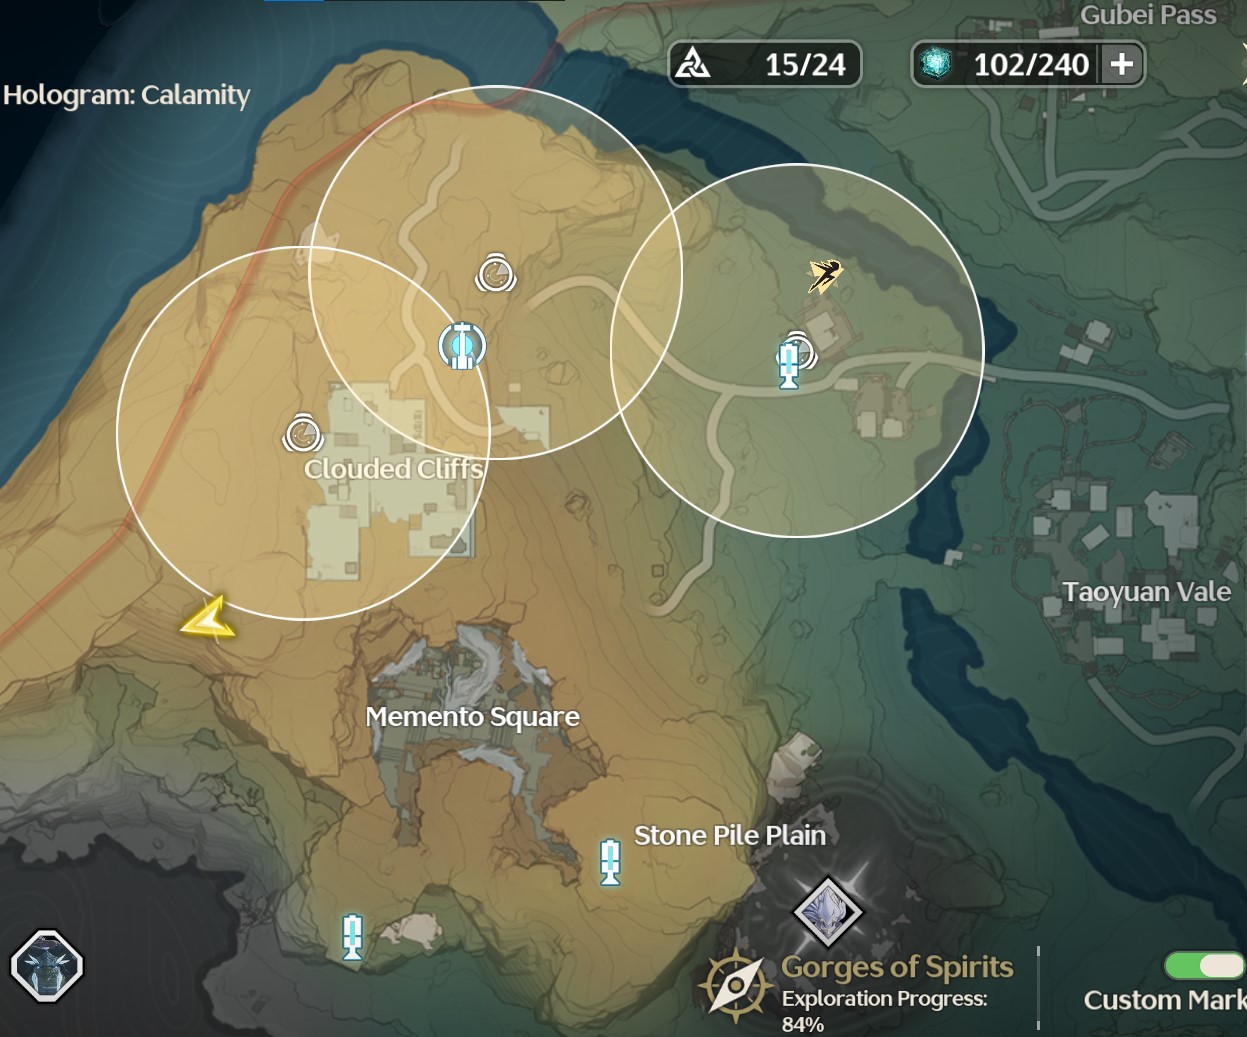 Gubei Pass
15/24
102/240 +
Hologram: Calamity
Clouded Cliffs
Taoyuan Vale
Memento Square
Stone Pile Plain
Gorges of Spirits
Exploration Progress:
84%
Custom Mark